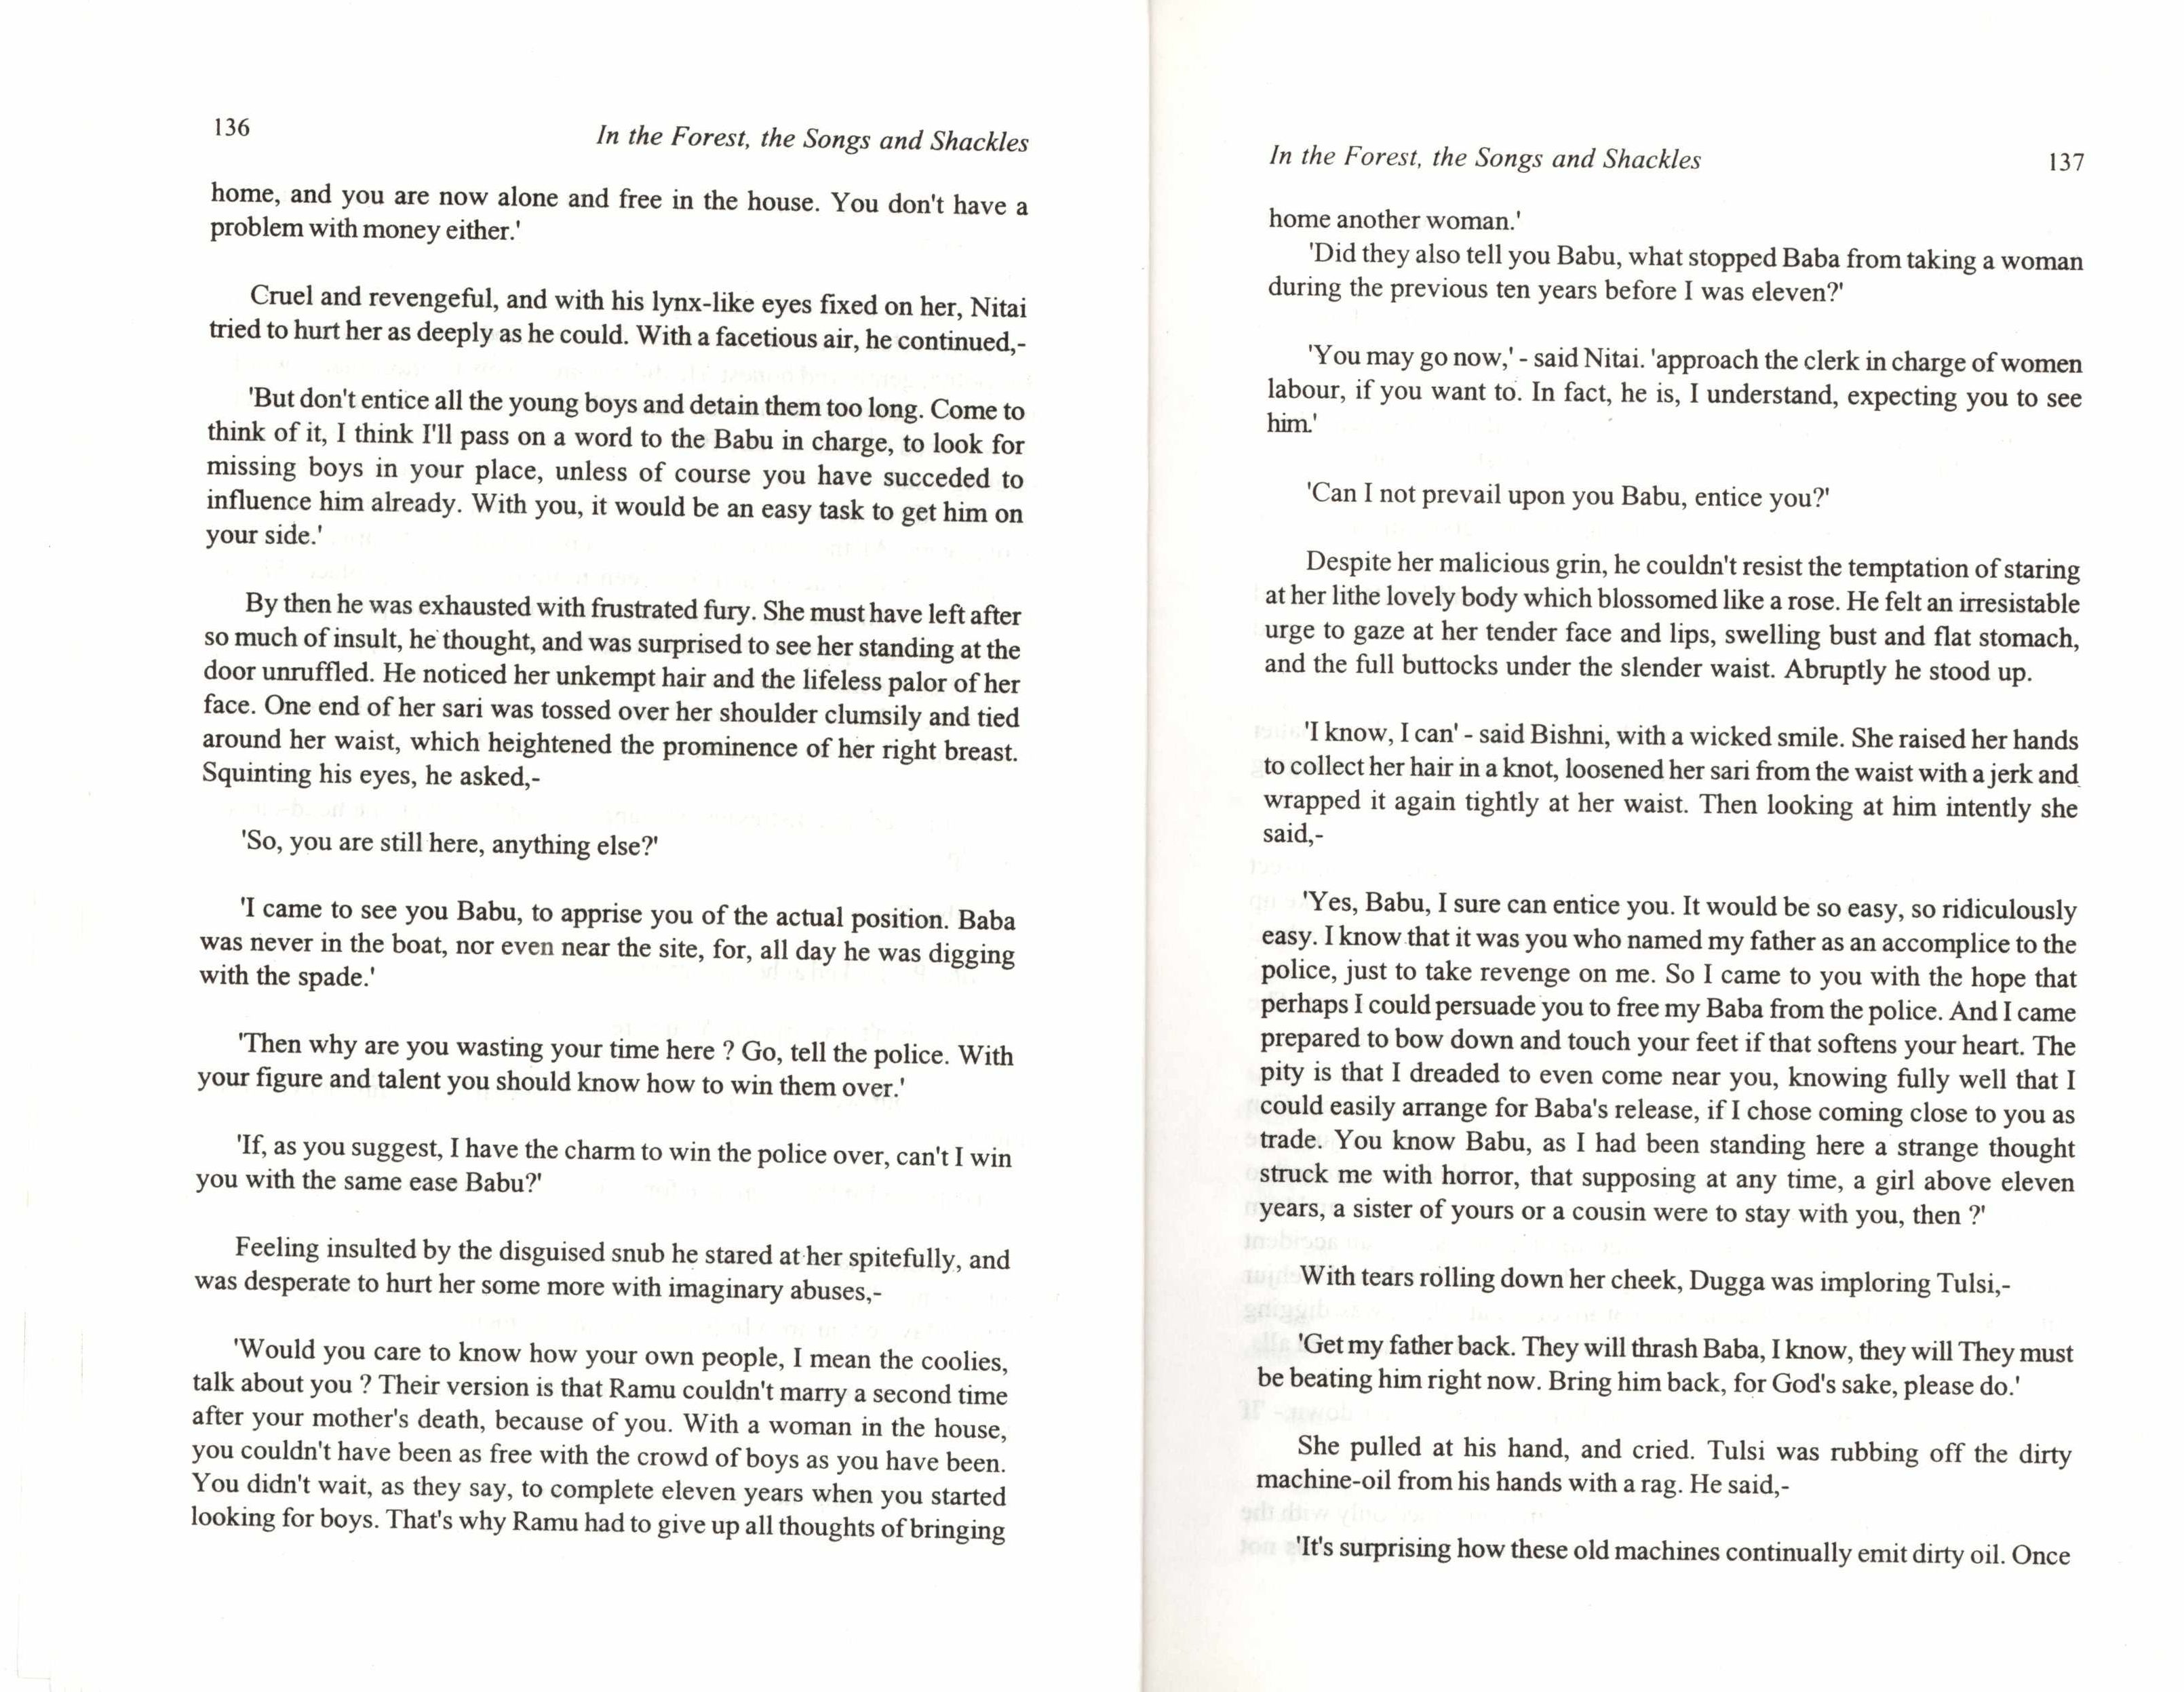 136
In the Forest, the Songs and Shackles
home, and you are now alone and free in the house. You don't have a
problem with money either.'
Cruel and revengeful, and with his lynx-like eyes fixed on her, Nitai
tried to hurt her as deeply as he could. With a facetious air, he continued,-
'But don't entice all the young boys and detain them too long. Come to
think of it, I think I'll pass on a word to the Babu in charge, to look for
missing boys in your place, unless of course you have succeded to
influence him already. With you, it would be an easy task to get him on
your side.'
By then he was exhausted with frustrated fury. She must have left after
so much of insult, he thought, and was surprised to see her standing at the
door unruffled. He noticed her unkempt hair and the lifeless palor of her
face. One end of her sari was tossed over her shoulder clumsily and tied
around her waist, which heightened the prominence of her right breast.
Squinting his eyes, he asked,-
'So, you are still here, anything else?'
'I came to see you Babu, to apprise you of the actual position. Baba
was never in the boat, nor even near the site, for, all day he was digging
with the spade.'
'Then why are you wasting your time here ? Go, tell the police. With
your figure and talent you should know how to win them over.'
'If, as you suggest, I have the charm to win the police over, can't I win
you with the same ease Babu?'
Feeling insulted by the disguised snub he stared at her spitefully, and
was desperate to hurt her some more with imaginary abuses,-
'Would you care to know how your own people, I mean the coolies,
talk about you ? Their version is that Ramu couldn't marry a second time
after your mother's death, because of you. With a woman in the house,
you couldn't have been as free with the crowd of boys as you have been.
You didn't wait, as they say, to complete eleven years when you started
looking for boys. That's why Ramu had to give up all thoughts of bringing
In the Forest, the Songs and Shackles
137
home another woman.'
'Did they also tell you Babu, what stopped Baba from taking a woman
during the previous ten years before I was eleven?'
'You may go now,' - said Nitai. 'approach the clerk in charge of women
labour, if you want to. In fact, he is, I understand, expecting you to see
him.'
'Can I not prevail upon you Babu, entice you?'
Despite her malicious grin, he couldn't resist the temptation of staring
at her lithe lovely body which blossomed like a rose. He felt an irresistable
urge to gaze at her tender face and lips, swelling bust and flat stomach,
and the full buttocks under the slender waist. Abruptly he stood up.
'I know, I can' - said Bishni, with a wicked smile. She raised her hands
to collect her hair in a knot, loosened her sari from the waist with a jerk and
wrapped it again tightly at her waist. Then looking at him intently she
said,-
'Yes, Babu, I sure can entice you. It would be so easy, so ridiculously
easy. I know that it was you who named my father as an accomplice to the
police, just to take revenge on me. So I came to you with the hope that
perhaps I could persuade you to free my Baba from the police. And I came
prepared to bow down and touch your feet if that softens your heart. The
pity is that I dreaded to even come near you, knowing fully well that I
could easily arrange for Baba's release, if I chose coming close to you as
trade. You know Babu, as I had been standing here a strange thought
struck me with horror, that supposing at any time, a girl above eleven
years, a sister of yours or a cousin were to stay with you, then ?'
With tears rolling down her cheek, Dugga was imploring Tulsi,-
'Get my father back. They will thrash Baba, I know, they will They must
be beating him right now. Bring him back, for God's sake, please do.'
She pulled at his hand, and cried. Tulsi was rubbing off the dirty
machine-oil from his hands with a rag. He said,-
'It's surprising how these old machines continually emit dirty oil. Once